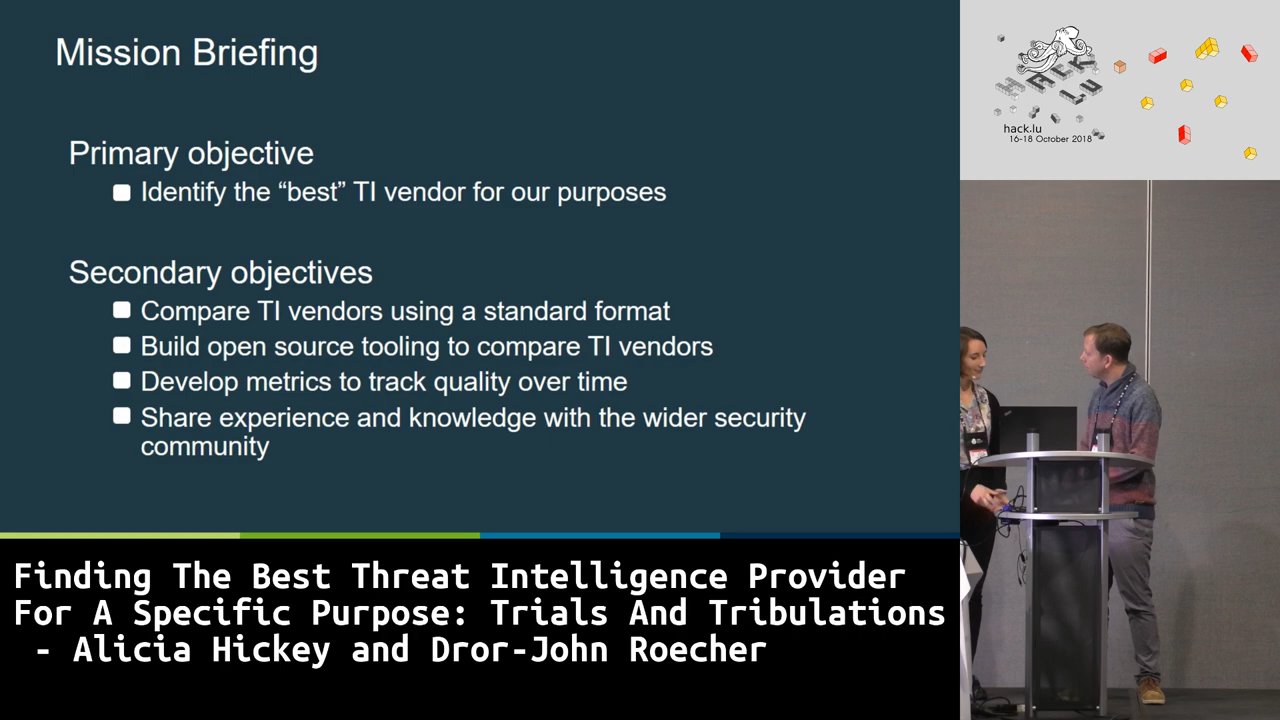 Mission Briefing
Primary objective
Identify the “best” TI vendor for our purposes
Secondary objectives
Compare TI vendors using a standard format
Build open source tooling to compare TI vendors
Develop metrics to track quality over time
Share experience and knowledge with the wider security
community
HACK
LU
hack.lu
16-18 October 2018
Finding The Best Threat Intelligence Provider
For A Specific Purpose: Trials And Tribulations
- Alicia Hickey and Dror-John Roecher